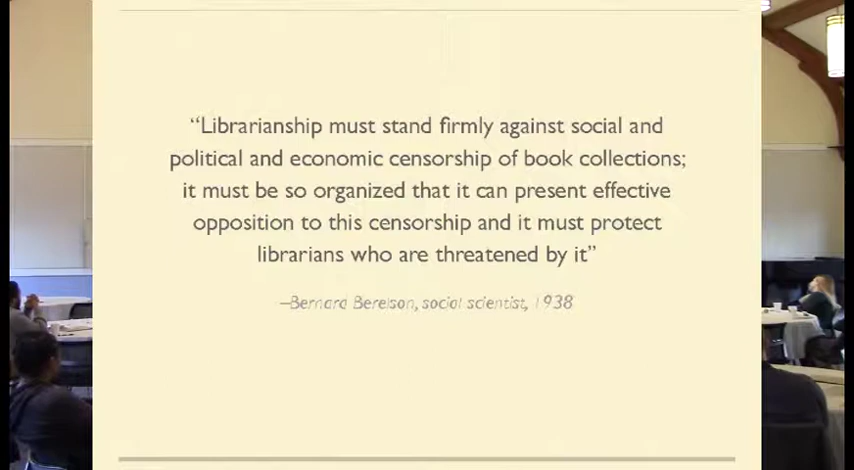 “Librarianship must stand firmly against social and
political and economic censorship of book collections;
it must be so organized that it can present effective
opposition to this censorship and it must protect
librarians who are threatened by it”
–Bernard Berelson, social scientist, 1938